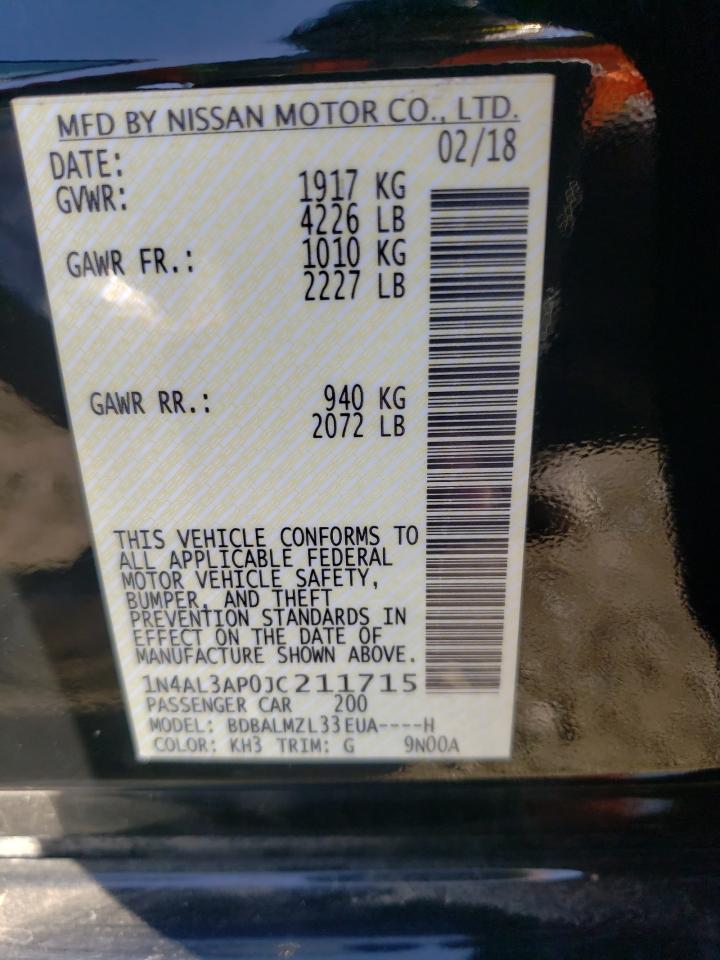 MFD BY NISSAN MOTOR CO., LTD.
DATE: 02/18
GVWR: 1917 KG
4226 LB
GAWR FR.: 1010 KG
2227 LB
GAWR RR.: 940 KG
2072 LB
THIS VEHICLE CONFORMS TO
ALL APPLICABLE FEDERAL
MOTOR VEHICLE SAFETY,
BUMPER, AND THEFT
PREVENTION STANDARDS IN
EFFECT ON THE DATE OF
MANUFACTURE SHOWN ABOVE.
1N4AL3AP0JC211715
PASSENGER CAR 200
MODEL: BDBALMZL33EUA----H
COLOR: KH3 TRIM: G 9N00A